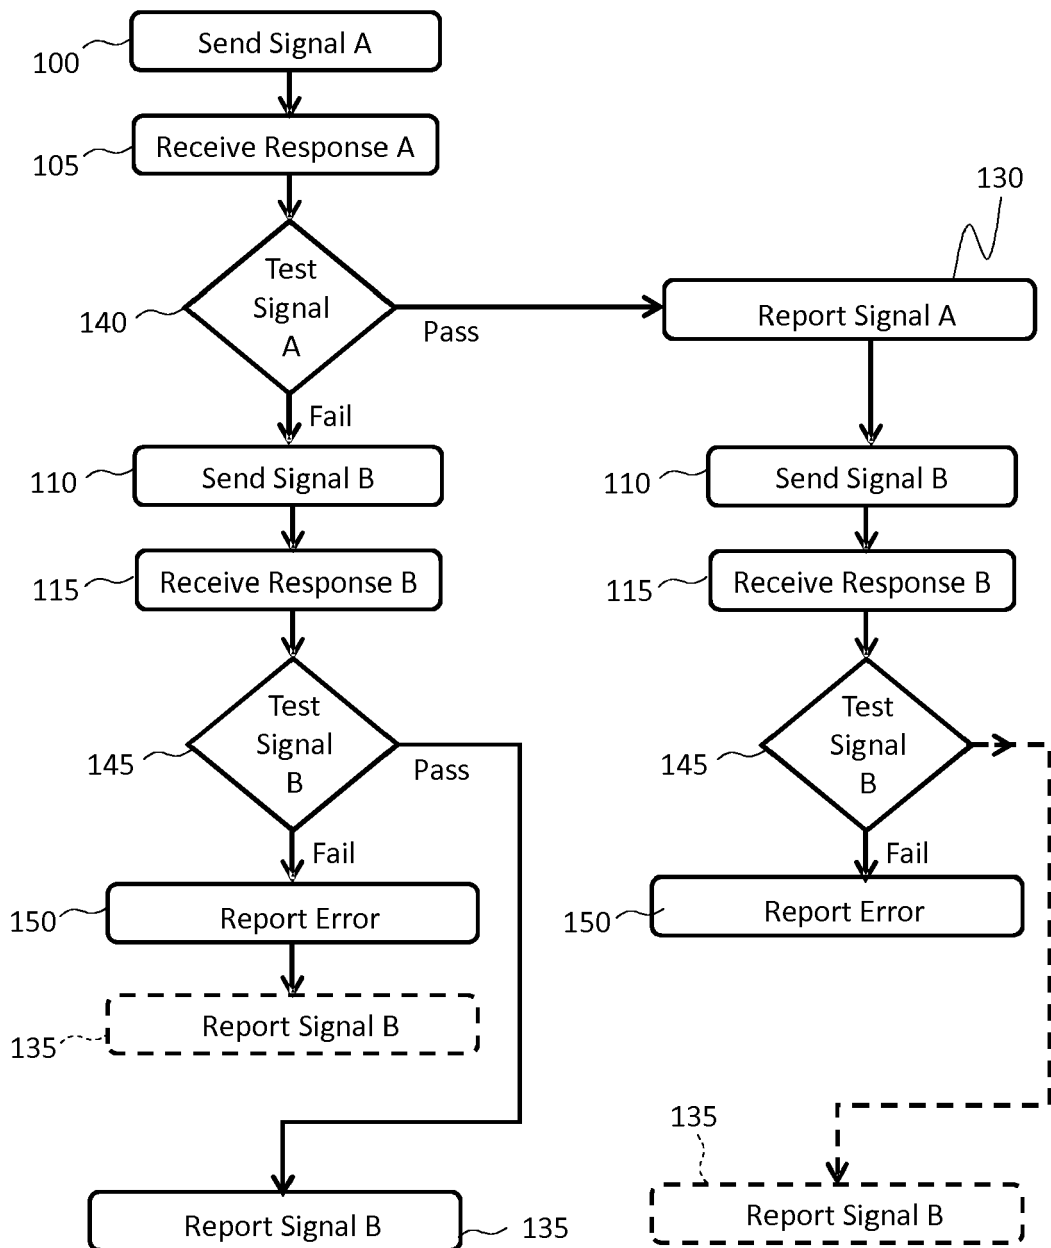 Send Signal A
100
Receive Response A
105
130
Test
Signal
A
140
Pass
Report Signal A
Fail
110
Send Signal B
110
Send Signal B
115
Receive Response B
115
Receive Response B
Test
Signal
B
145
Pass
Test
Signal
B
145
Fail
Fail
150
Report Error
150
Report Error
135
Report Signal B
135
Report Signal B
135
Report Signal B